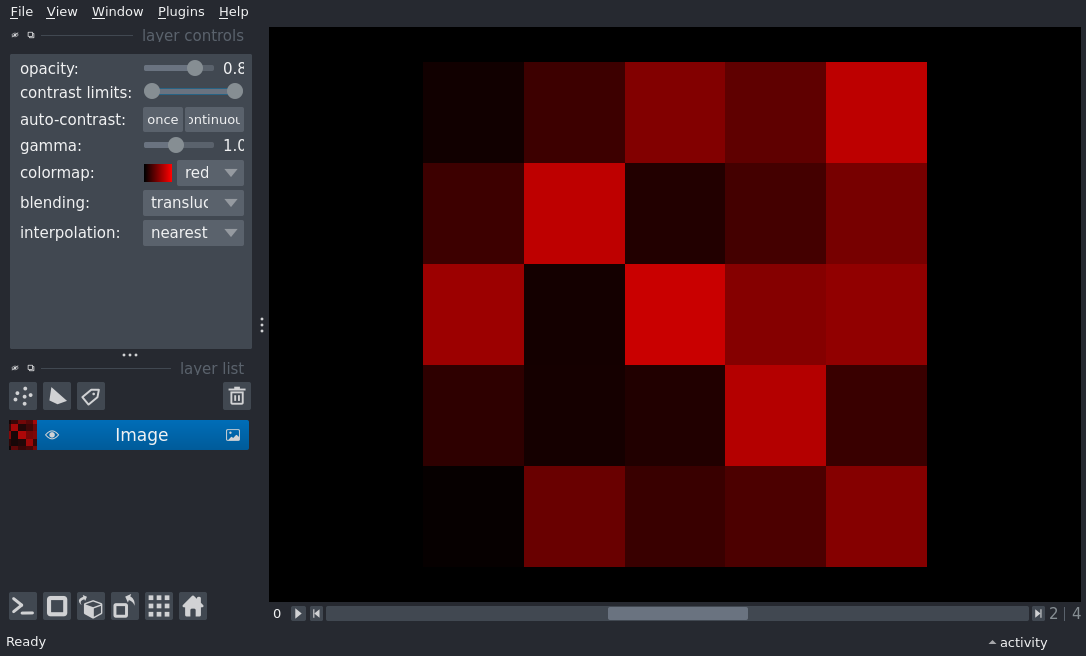 File View Window Plugins Help
layer controls
opacity: 0.8
contrast limits:
auto-contrast: once ontinuou
gamma: 1.0
colormap: red
blending: transluc
interpolation: nearest
layer list
Image
0 2 | 4
Ready
activity